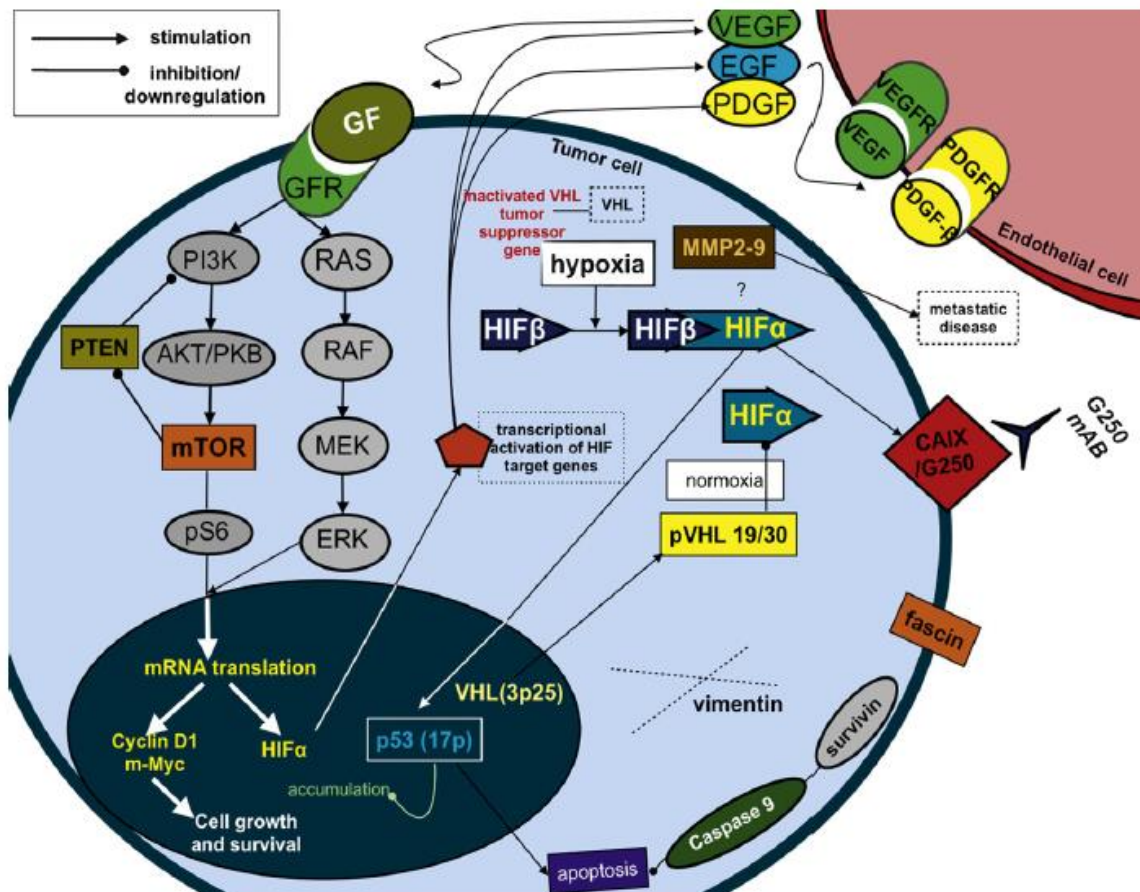 stimulation
inhibition/
downregulation
VEGF
EGF
PDGF
VEGFR
VEGF
PDGFR
PDGF-β
Endothelial cell
GF
GFR
Tumor cell
inactivated VHL
tumor
suppressor
gene
VHL
hypoxia
MMP2-9
?
metastatic
disease
PI3K
RAS
PTEN
AKT/PKB
RAF
HIFβ
HIFβ
HIFα
HIFα
mTOR
MEK
transcriptional
activation of HIF
target genes
CAIX
/G250
G250
mAB
normoxia
pS6
ERK
pVHL 19/30
fascin
mRNA translation
VHL(3p25)
vimentin
Cyclin D1
m-Myc
HIFα
p53 (17p)
survivin
accumulation
Cell growth
and survival
Caspase 9
apoptosis